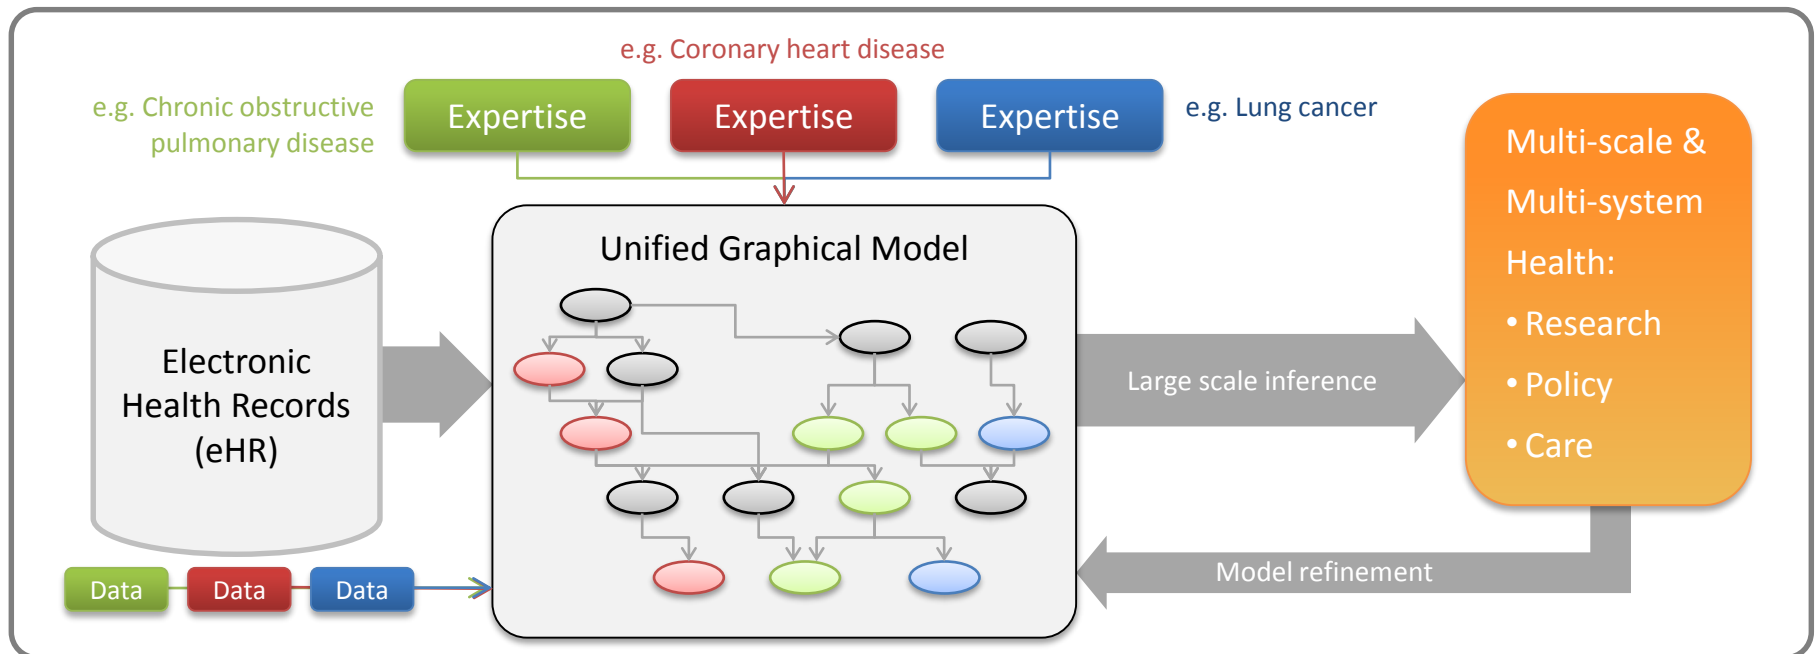 e.g. Coronary heart disease
e.g. Chronic obstructive
pulmonary disease
Expertise
Expertise
Expertise
e.g. Lung cancer
Unified Graphical Model
Electronic
Health Records
(eHR)
Data
Data
Data
Large scale inference
Model refinement
Multi-scale &
Multi-system
Health:
• Research
• Policy
• Care